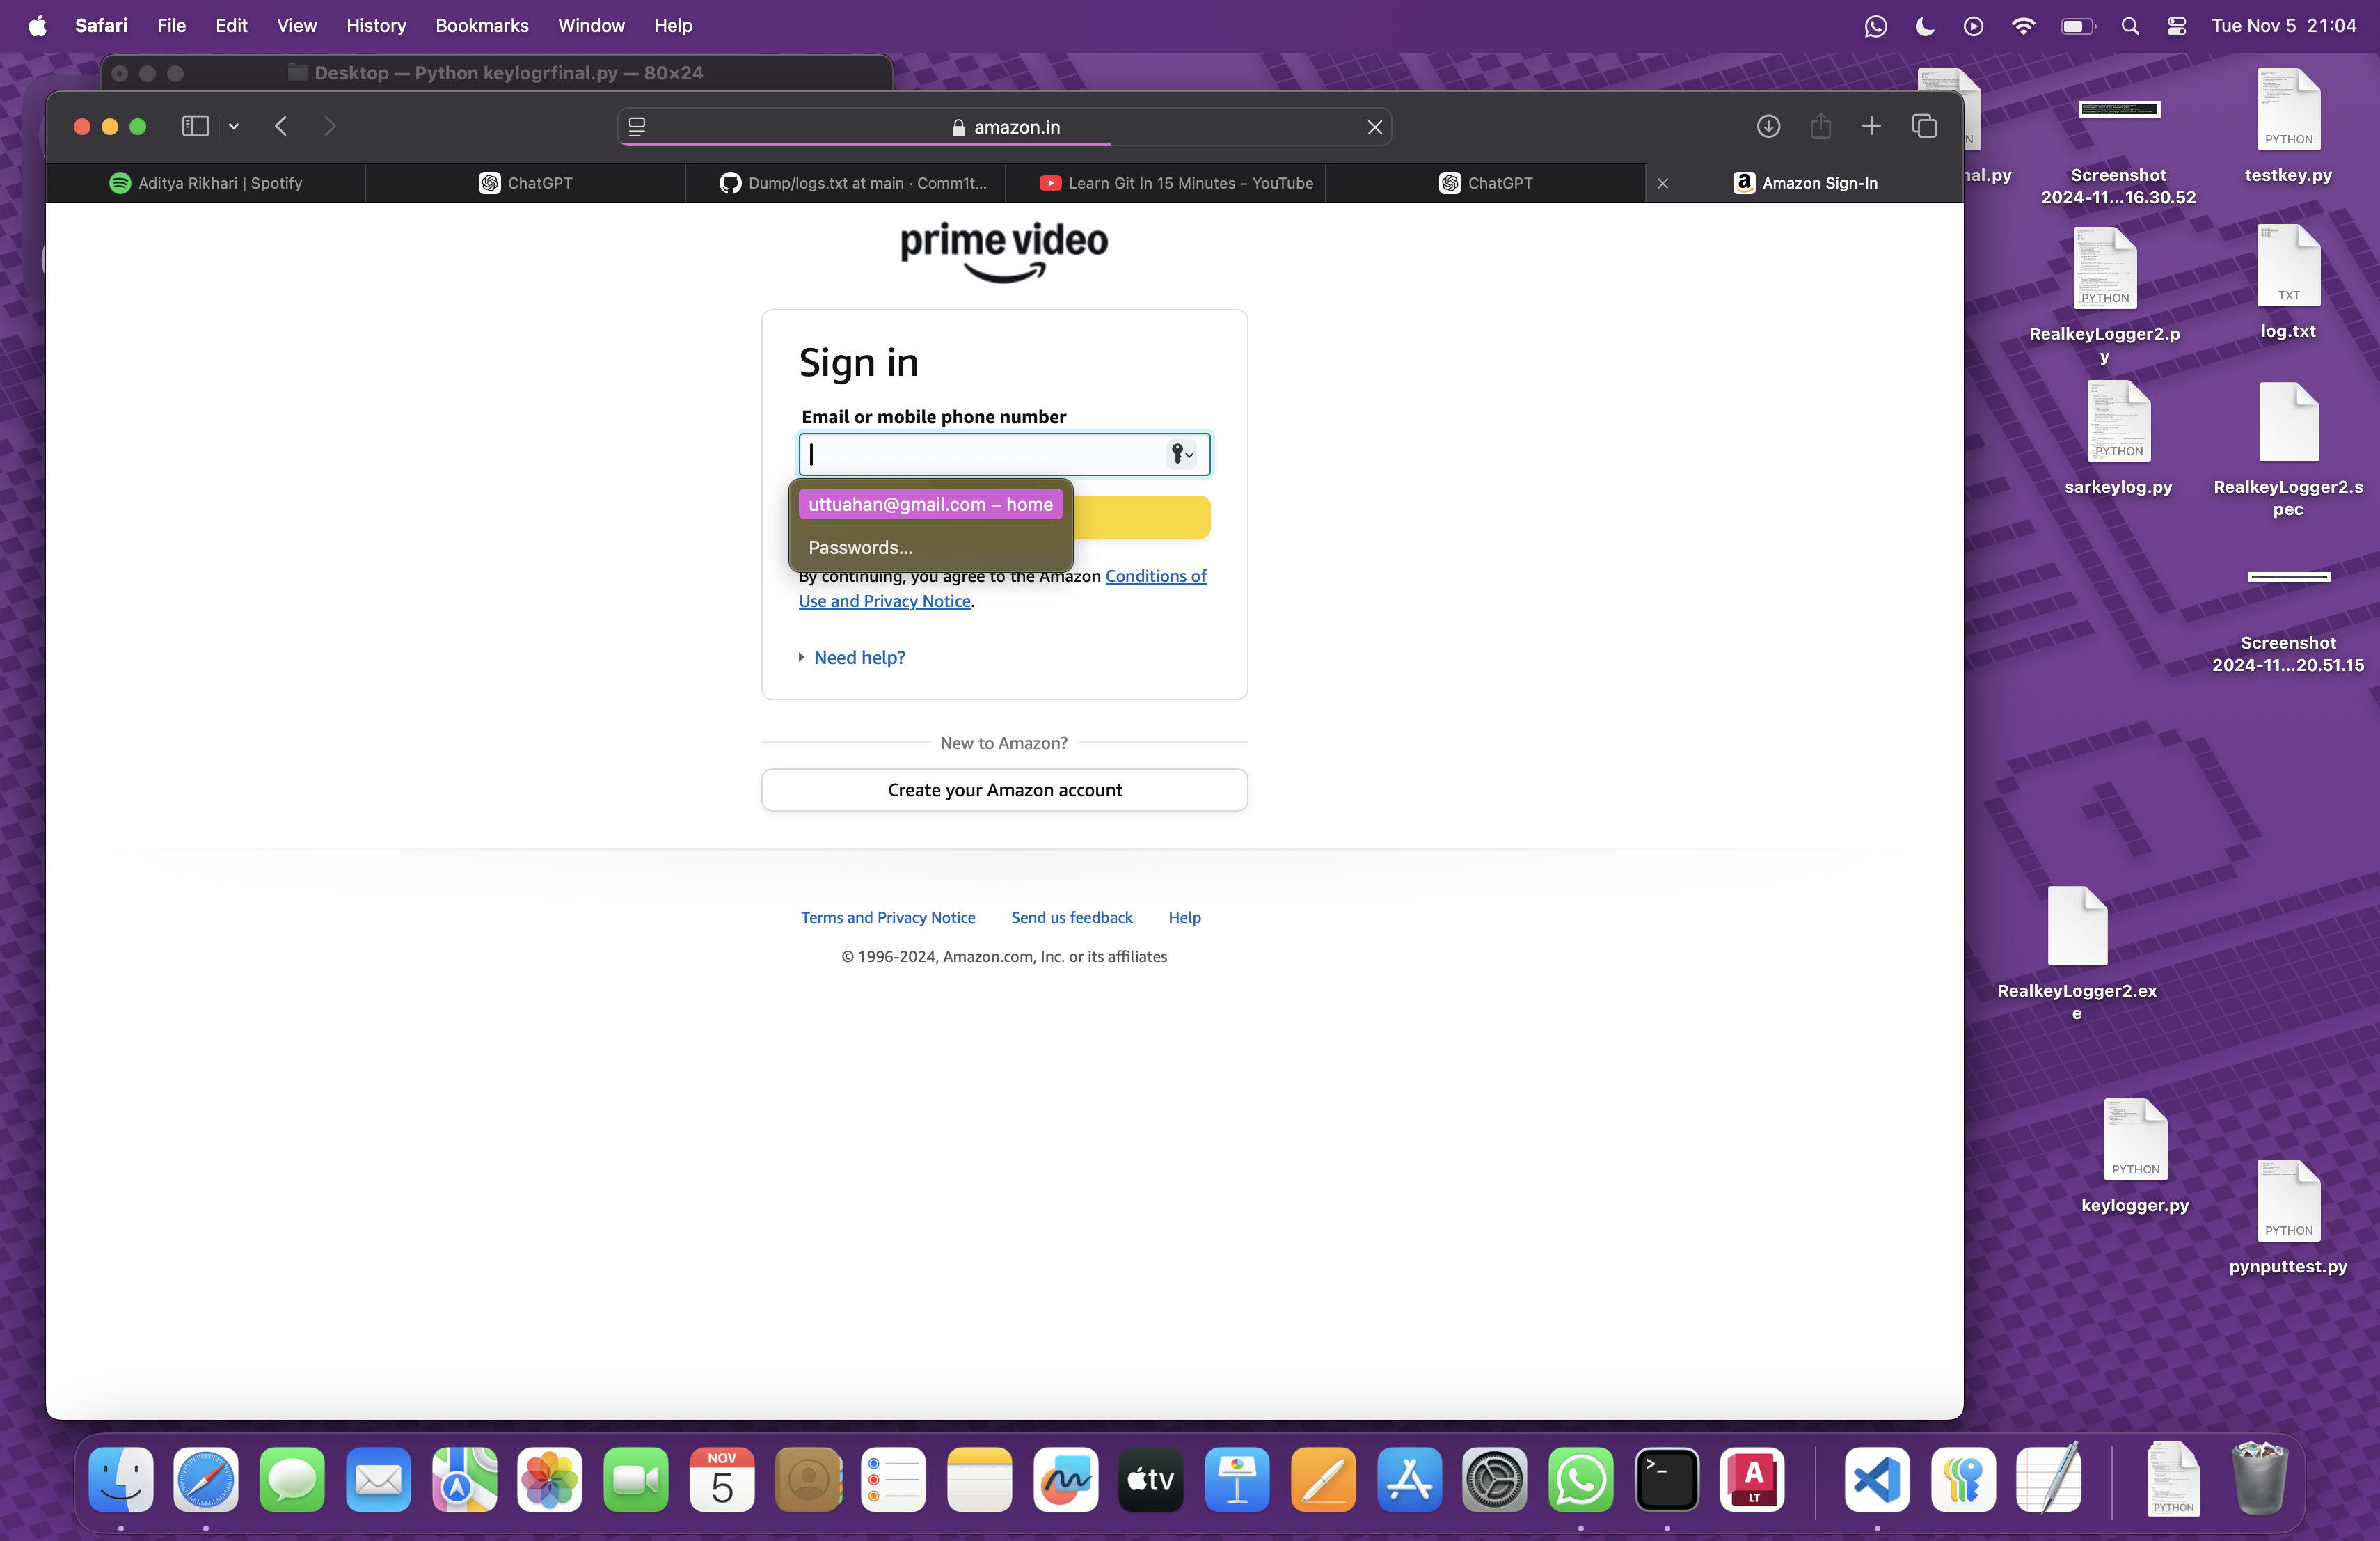 Safari File Edit View History Bookmarks Window Help
Tue Nov 5 21:04
Desktop — Python keylogrfinal.py — 80×24
amazon.in
Aditya Rikhari | Spotify
ChatGPT
Dump/logs.txt at main · Comm1t...
Learn Git In 15 Minutes - YouTube
ChatGPT
Amazon Sign-In
prime video
Sign in
Email or mobile phone number
uttuahan@gmail.com – home
Passwords...
By continuing, you agree to the Amazon Conditions of
Use and Privacy Notice.
Need help?
New to Amazon?
Create your Amazon account
Terms and Privacy Notice Send us feedback Help
© 1996-2024, Amazon.com, Inc. or its affiliates
N
nal.py
Screenshot
2024-11...16.30.52
PYTHON
testkey.py
PYTHON
RealkeyLogger2.p
y
TXT
log.txt
PYTHON
sarkeylog.py
RealkeyLogger2.s
pec
Screenshot
2024-11...20.51.15
RealkeyLogger2.ex
e
PYTHON
keylogger.py
PYTHON
pynputtest.py
NOV
5
tv
>_
A
LT
PYTHON